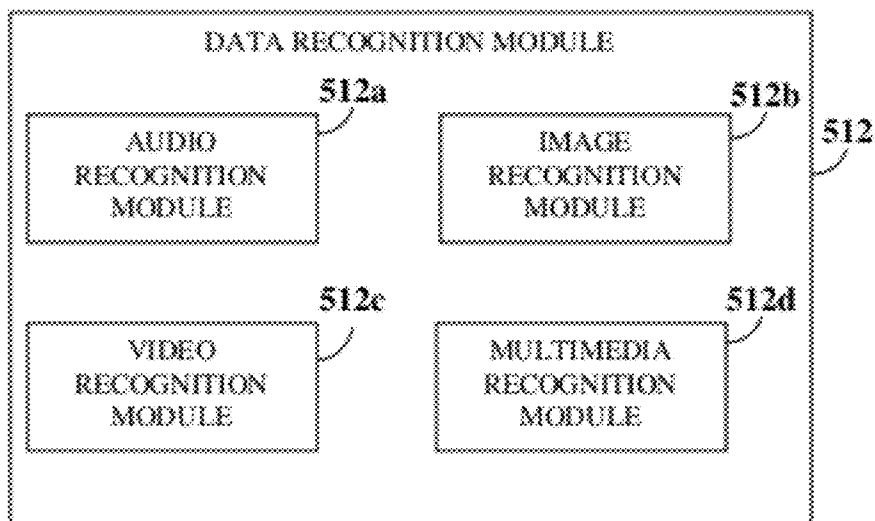 DATA RECOGNITION MODULE
512a
512b
AUDIO
RECOGNITION
MODULE
IMAGE
RECOGNITION
MODULE
512
512c
512d
VIDEO
RECOGNITION
MODULE
MULTIMEDIA
RECOGNITION
MODULE